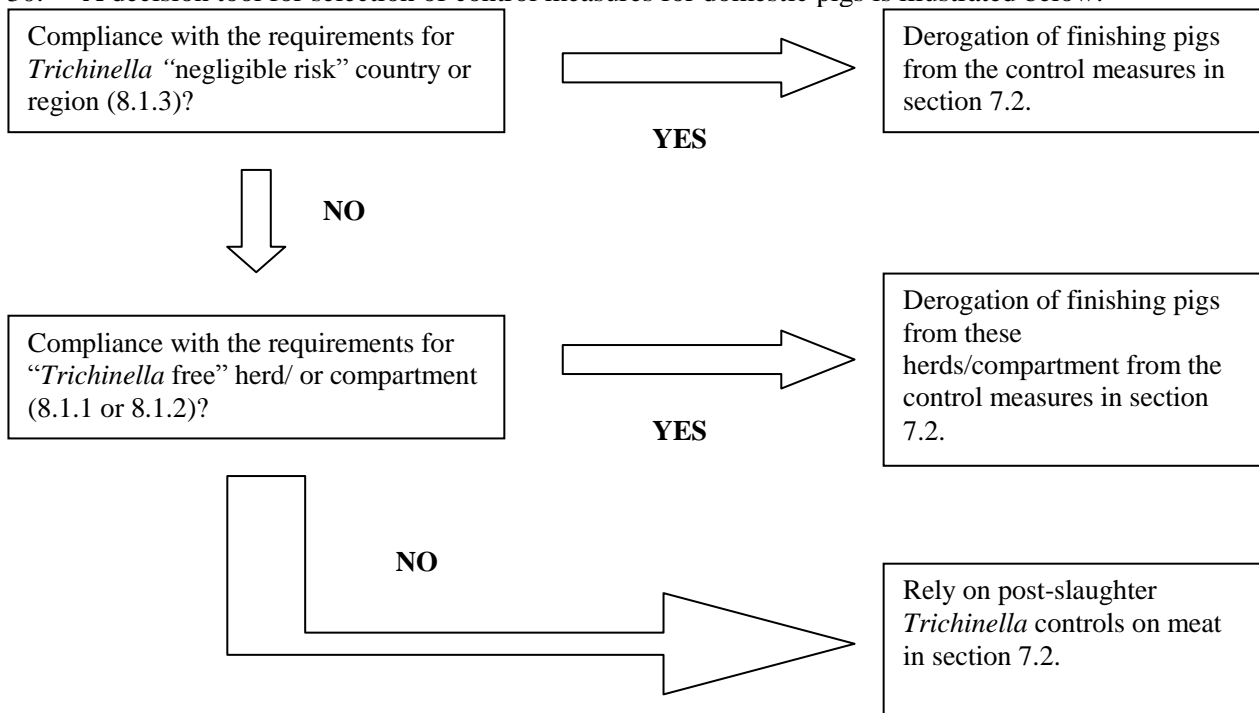 Compliance with the requirements for
Trichinella “negligible risk” country or
region (8.1.3)?
Derogation of finishing pigs
from the control measures in
section 7.2.
YES
NO
Compliance with the requirements for
“Trichinella free” herd/ or compartment
(8.1.1 or 8.1.2)?
Derogation of finishing pigs
from these
herds/compartment from the
control measures in section
7.2.
YES
NO
Rely on post-slaughter
Trichinella controls on meat
in section 7.2.